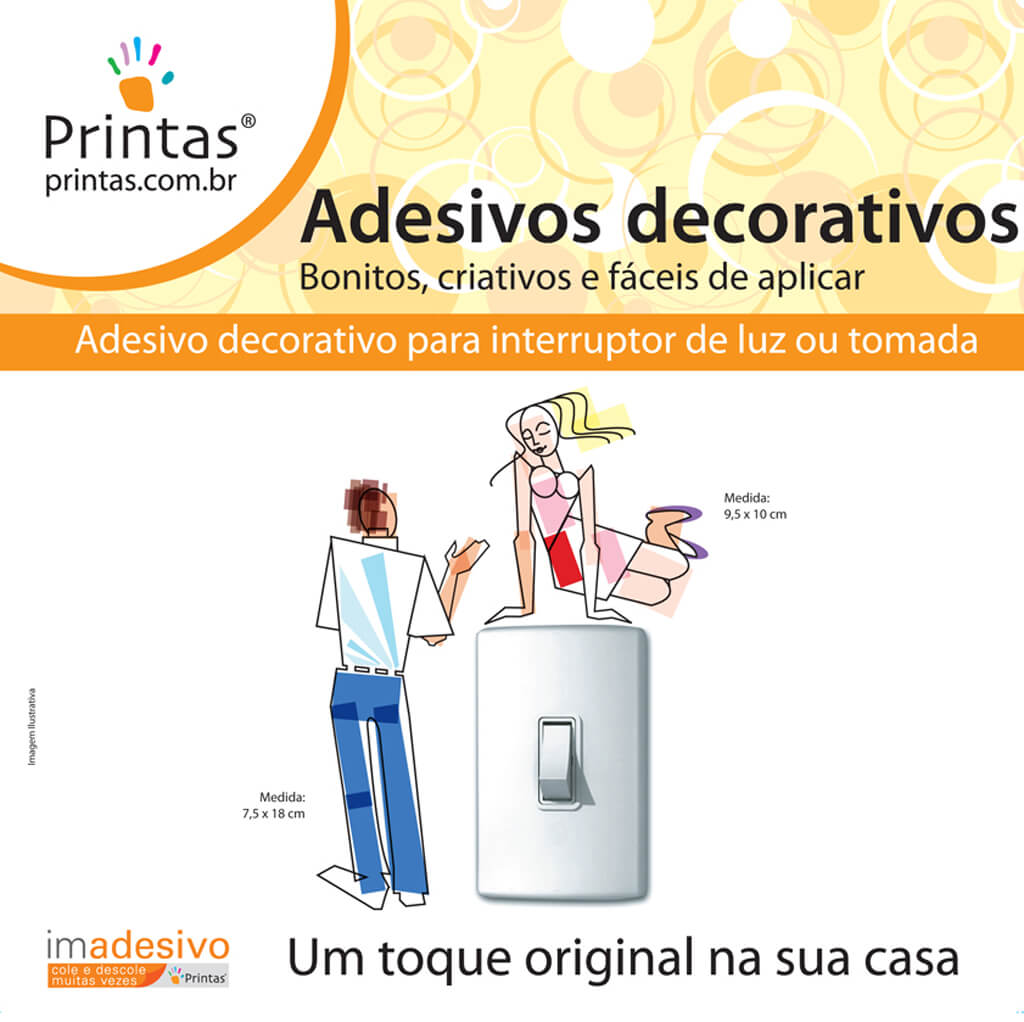 Printas®
printas.com.br
Adesivos decorativos
Bonitos, criativos e fáceis de aplicar
Adesivo decorativo para interruptor de luz ou tomada
Medida:
9,5 x 10 cm
Imagem Ilustrativa
Medida:
7,5 x 18 cm
imadesivo
cole e descole
muitas vezes
Printas®
Um toque original na sua casa